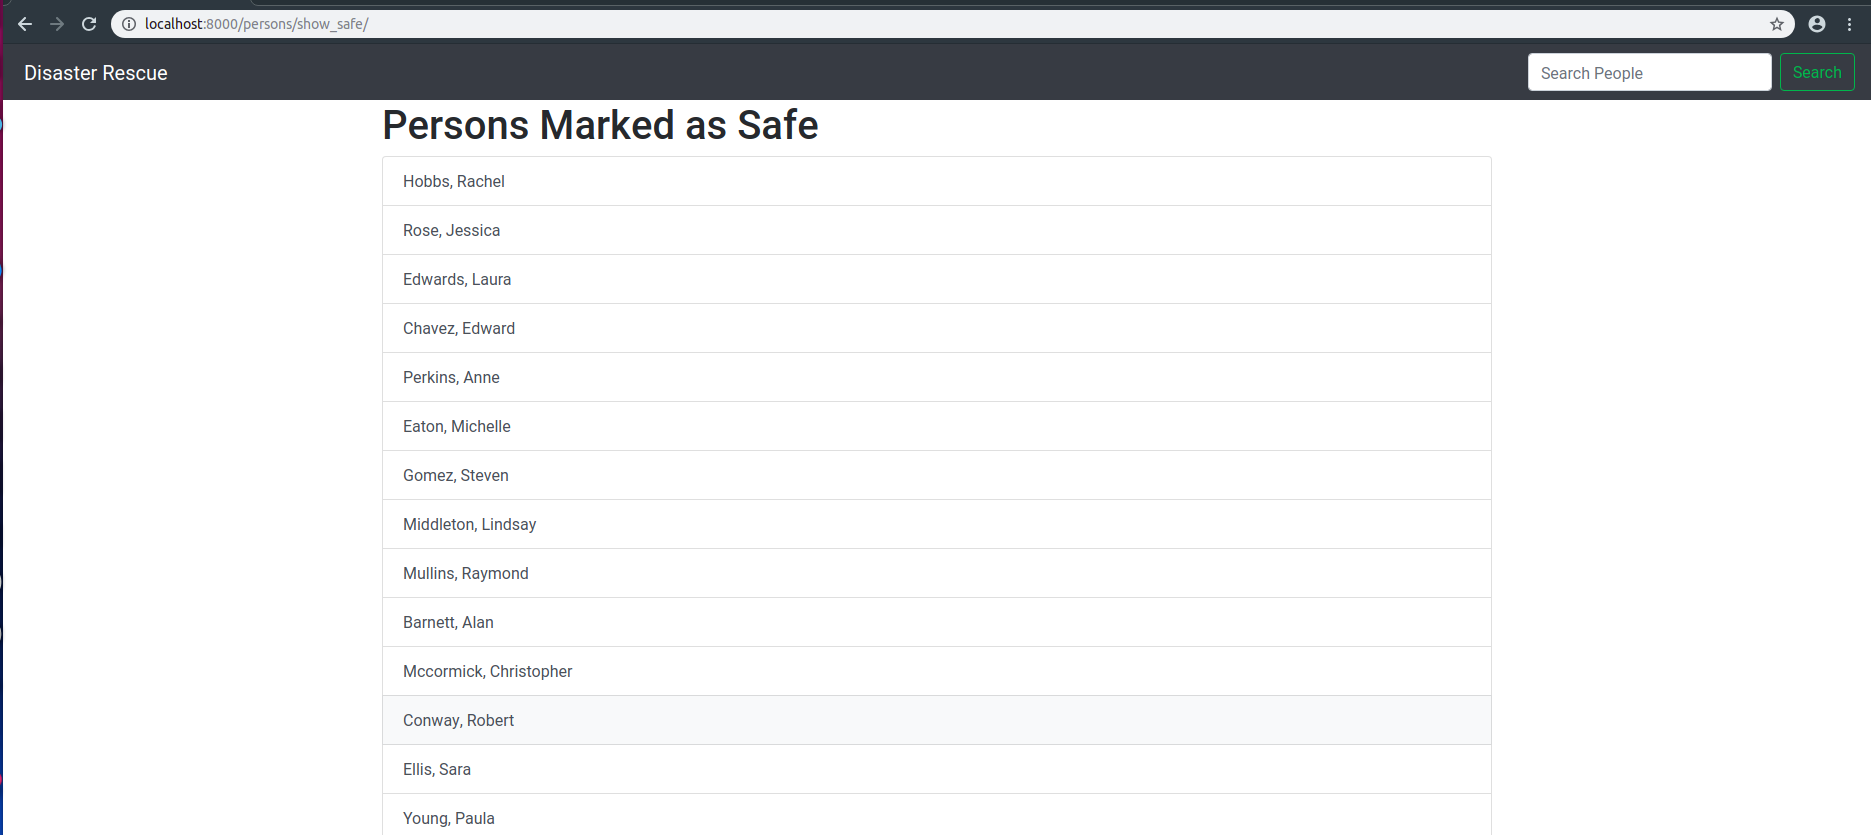 localhost:8000/persons/show_safe/
Disaster Rescue
Search People
Search
Persons Marked as Safe
Hobbs, Rachel
Rose, Jessica
Edwards, Laura
Chavez, Edward
Perkins, Anne
Eaton, Michelle
Gomez, Steven
Middleton, Lindsay
Mullins, Raymond
Barnett, Alan
Mccormick, Christopher
Conway, Robert
Ellis, Sara
Young, Paula